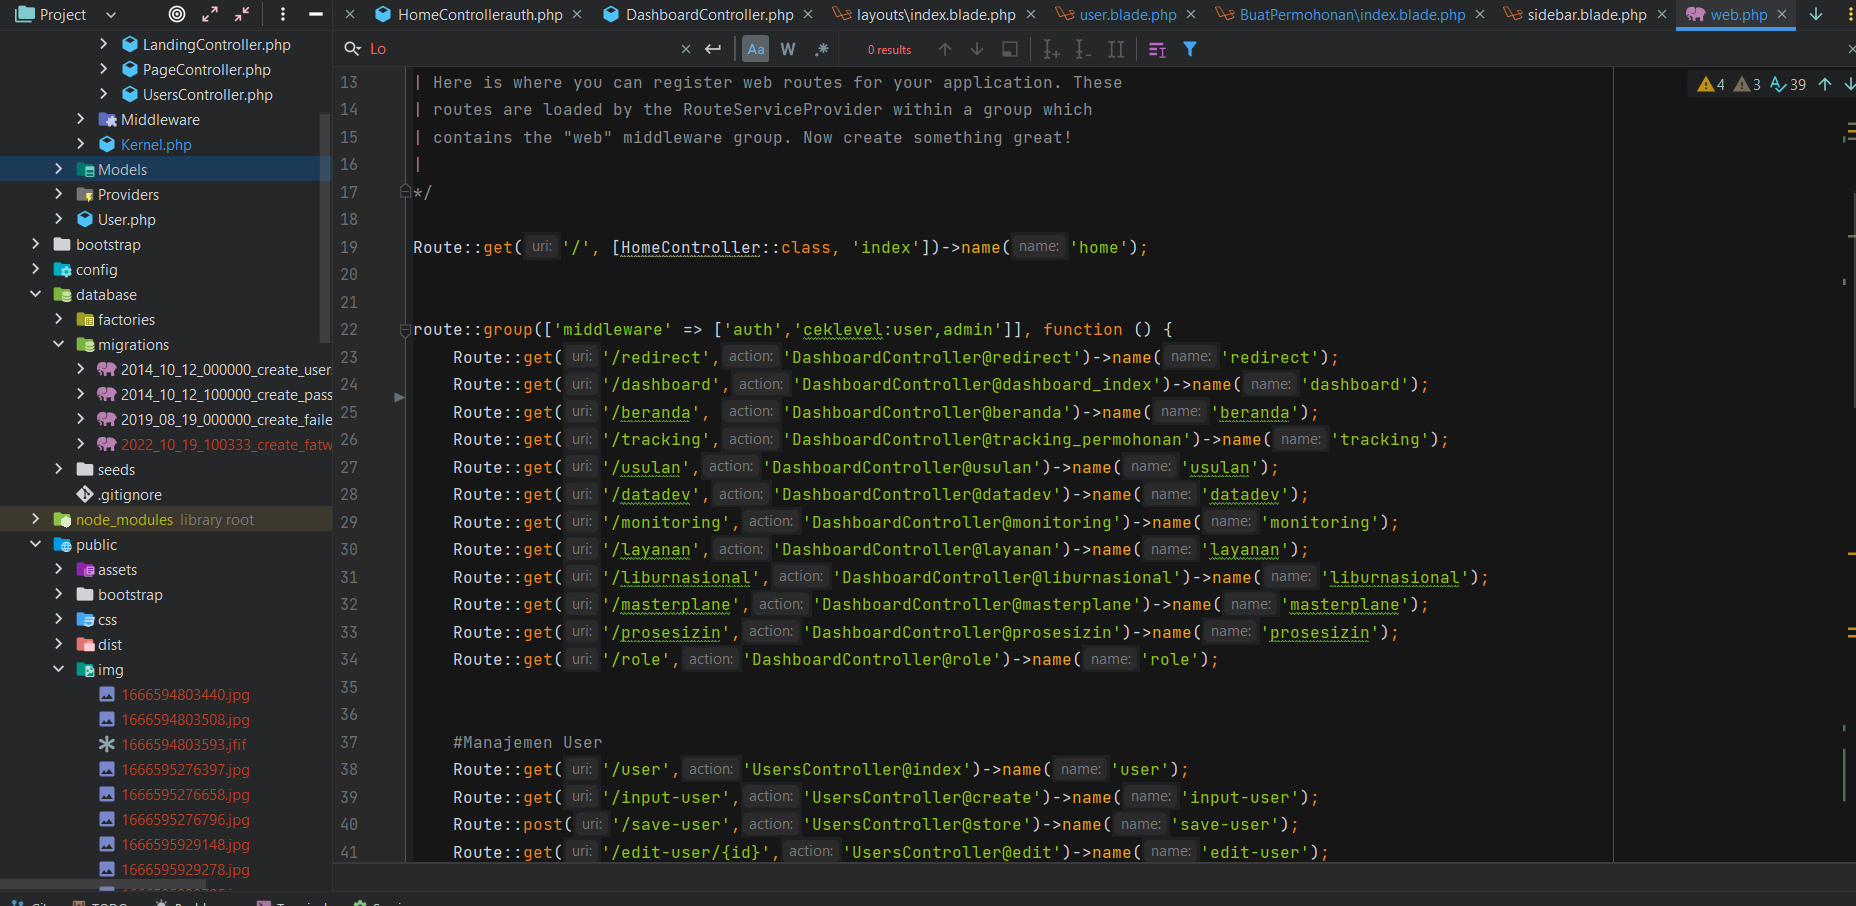 Project
HomeControllerauth.php
DashboardController.php
layouts\index.blade.php
user.blade.php
BuatPermohonan\index.blade.php
sidebar.blade.php
web.php
Lo
Aa
W
.*
0 results
4
3
39
LandingController.php
PageController.php
UsersController.php
Middleware
Kernel.php
Models
Providers
User.php
bootstrap
config
database
factories
migrations
2014_10_12_000000_create_user
2014_10_12_100000_create_pass
2019_08_19_000000_create_faile
2022_10_19_100333_create_fatw
seeds
.gitignore
node_modules library root
public
assets
bootstrap
css
dist
img
1666594803440.jpg
1666594803508.jpg
1666594803593.jfif
1666595276397.jpg
1666595276658.jpg
1666595276796.jpg
1666595929148.jpg
1666595929278.jpg
13 | Here is where you can register web routes for your application. These
14 | routes are loaded by the RouteServiceProvider within a group which
15 | contains the "web" middleware group. Now create something great!
16 |
17 */
18
19 Route::get( uri: '/', [HomeController::class, 'index'])->name( name: 'home');
20
21
22 route::group(['middleware' => ['auth','ceklevel:user,admin']], function () {
23 Route::get( uri: '/redirect', action: 'DashboardController@redirect')->name( name: 'redirect');
24 Route::get( uri: '/dashboard', action: 'DashboardController@dashboard_index')->name( name: 'dashboard');
25 Route::get( uri: '/beranda', action: 'DashboardController@beranda')->name( name: 'beranda');
26 Route::get( uri: '/tracking', action: 'DashboardController@tracking_permohonan')->name( name: 'tracking');
27 Route::get( uri: '/usulan', action: 'DashboardController@usulan')->name( name: 'usulan');
28 Route::get( uri: '/datadev', action: 'DashboardController@datadev')->name( name: 'datadev');
29 Route::get( uri: '/monitoring', action: 'DashboardController@monitoring')->name( name: 'monitoring');
30 Route::get( uri: '/layanan', action: 'DashboardController@layanan')->name( name: 'layanan');
31 Route::get( uri: '/liburnasional', action: 'DashboardController@liburnasional')->name( name: 'liburnasional');
32 Route::get( uri: '/masterplane', action: 'DashboardController@masterplane')->name( name: 'masterplane');
33 Route::get( uri: '/prosesizin', action: 'DashboardController@prosesizin')->name( name: 'prosesizin');
34 Route::get( uri: '/role', action: 'DashboardController@role')->name( name: 'role');
35
36
37 #Manajemen User
38 Route::get( uri: '/user', action: 'UsersController@index')->name( name: 'user');
39 Route::get( uri: '/input-user', action: 'UsersController@create')->name( name: 'input-user');
40 Route::post( uri: '/save-user', action: 'UsersController@store')->name( name: 'save-user');
41 Route::get( uri: '/edit-user/{id}', action: 'UsersController@edit')->name( name: 'edit-user');